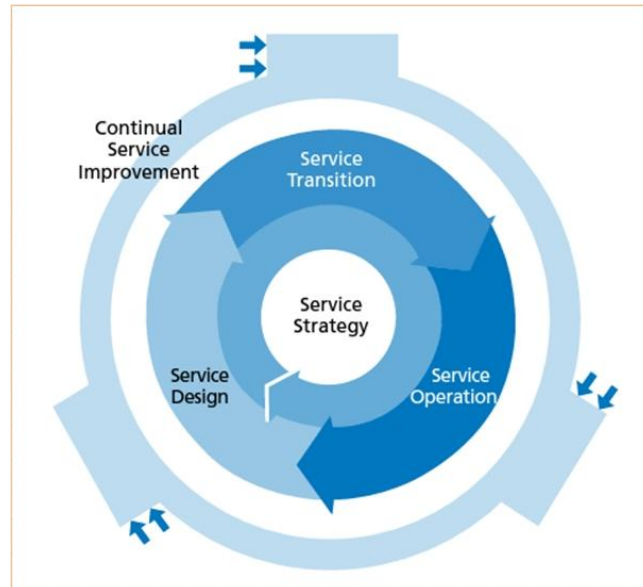 Continual
Service
Improvement
Service
Transition
Service
Strategy
Service
Design
Service
Operation